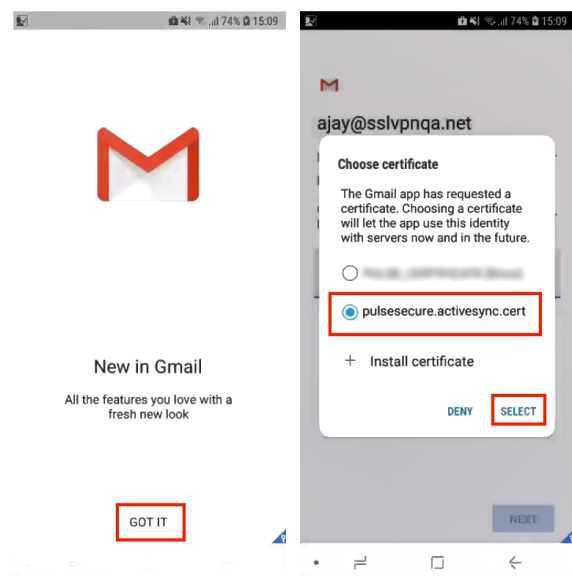 74% 15:09
New in Gmail
All the features you love with a
fresh new look
GOT IT
74% 15:09
ajay@sslvpnqa.net
Choose certificate
The Gmail app has requested a
certificate. Choosing a certificate
will let the app use this identity
with servers now and in the future.
pulsesecure.activesync.cert
+ Install certificate
DENY SELECT
NEXT